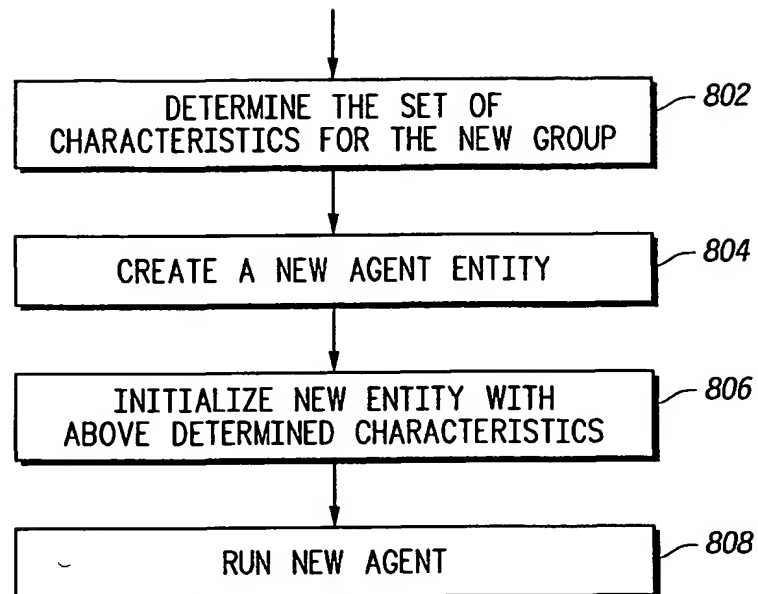 DETERMINE THE SET OF
CHARACTERISTICS FOR THE NEW GROUP
802
CREATE A NEW AGENT ENTITY
804
INITIALIZE NEW ENTITY WITH
ABOVE DETERMINED CHARACTERISTICS
806
RUN NEW AGENT
808